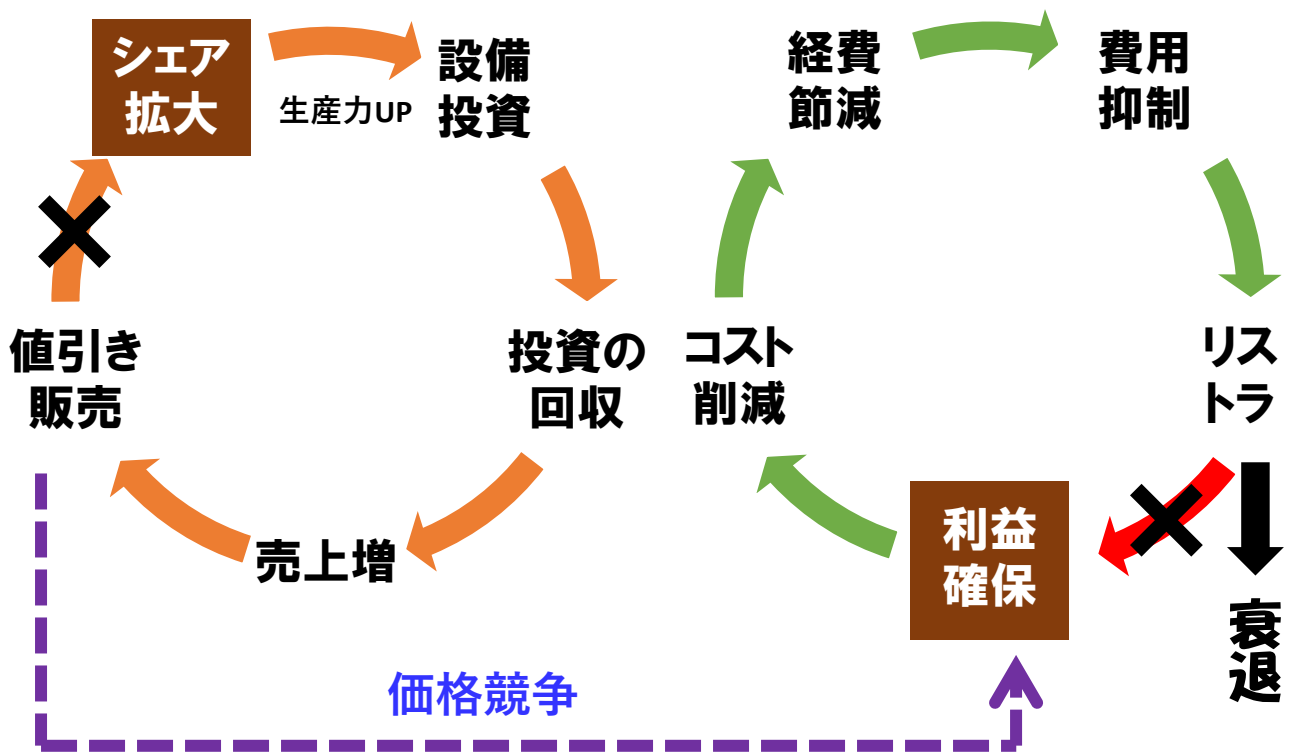 シェア
拡大
生産力UP
設備
投資
投資の
回収
売上増
値引き
販売
経費
節減
費用
抑制
リス
トラ
コスト
削減
利益
確保
衰退
価格競争